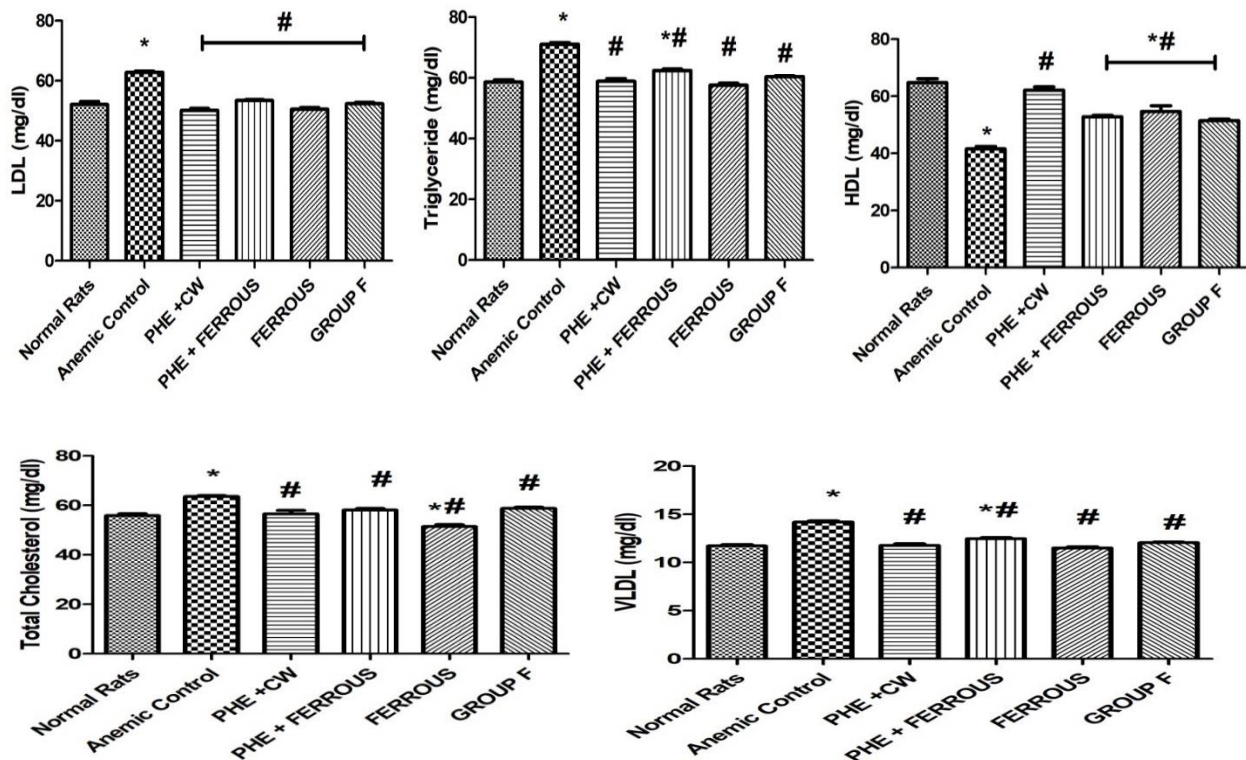 LDL (mg/dl)
80
60
40
20
0
*
#
Normal Rats
Anemic Control
PHE +CW
PHE + FERROUS
FERROUS
GROUP F
Triglyceride (mg/dl)
80
60
40
20
0
*
#
*#
#
#
Normal Rats
Anemic Control
PHE +CW
PHE + FERROUS
FERROUS
GROUP F
HDL (mg/dl)
80
60
40
20
0
*
#
*#
Normal Rats
Anemic Control
PHE +CW
PHE + FERROUS
FERROUS
GROUP F
Total Cholesterol (mg/dl)
80
60
40
20
0
*
#
#
*#
#
Normal Rats
Anemic Control
PHE +CW
PHE + FERROUS
FERROUS
GROUP F
VLDL (mg/dl)
20
15
10
5
0
*
#
*#
#
#
Normal Rats
Anemic Control
PHE +CW
PHE + FERROUS
FERROUS
GROUP F